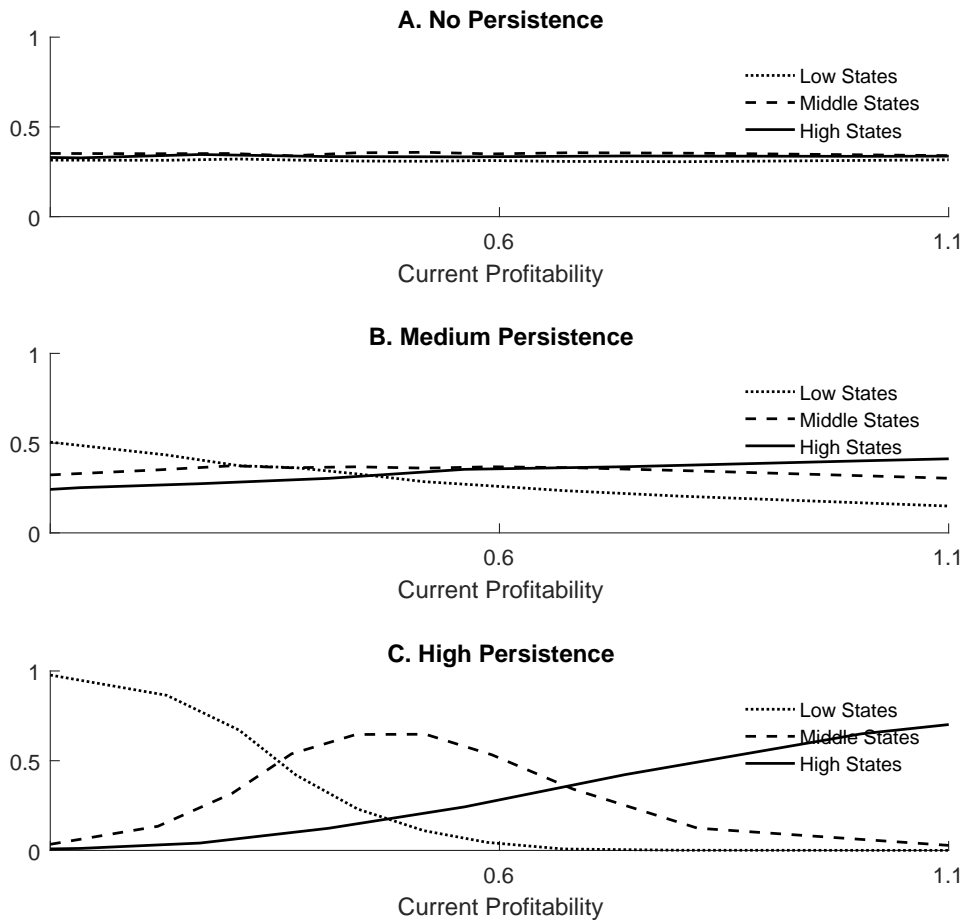 A. No Persistence
1
Low States
Middle States
0.5
High States
0
0.6
1.1
Current Profitability
B. Medium Persistence
1
Low States
Middle States
0.5
High States
0
0.6
1.1
Current Profitability
C. High Persistence
1
Low States
Middle States
0.5
High States
0
0.6
1.1
Current Profitability